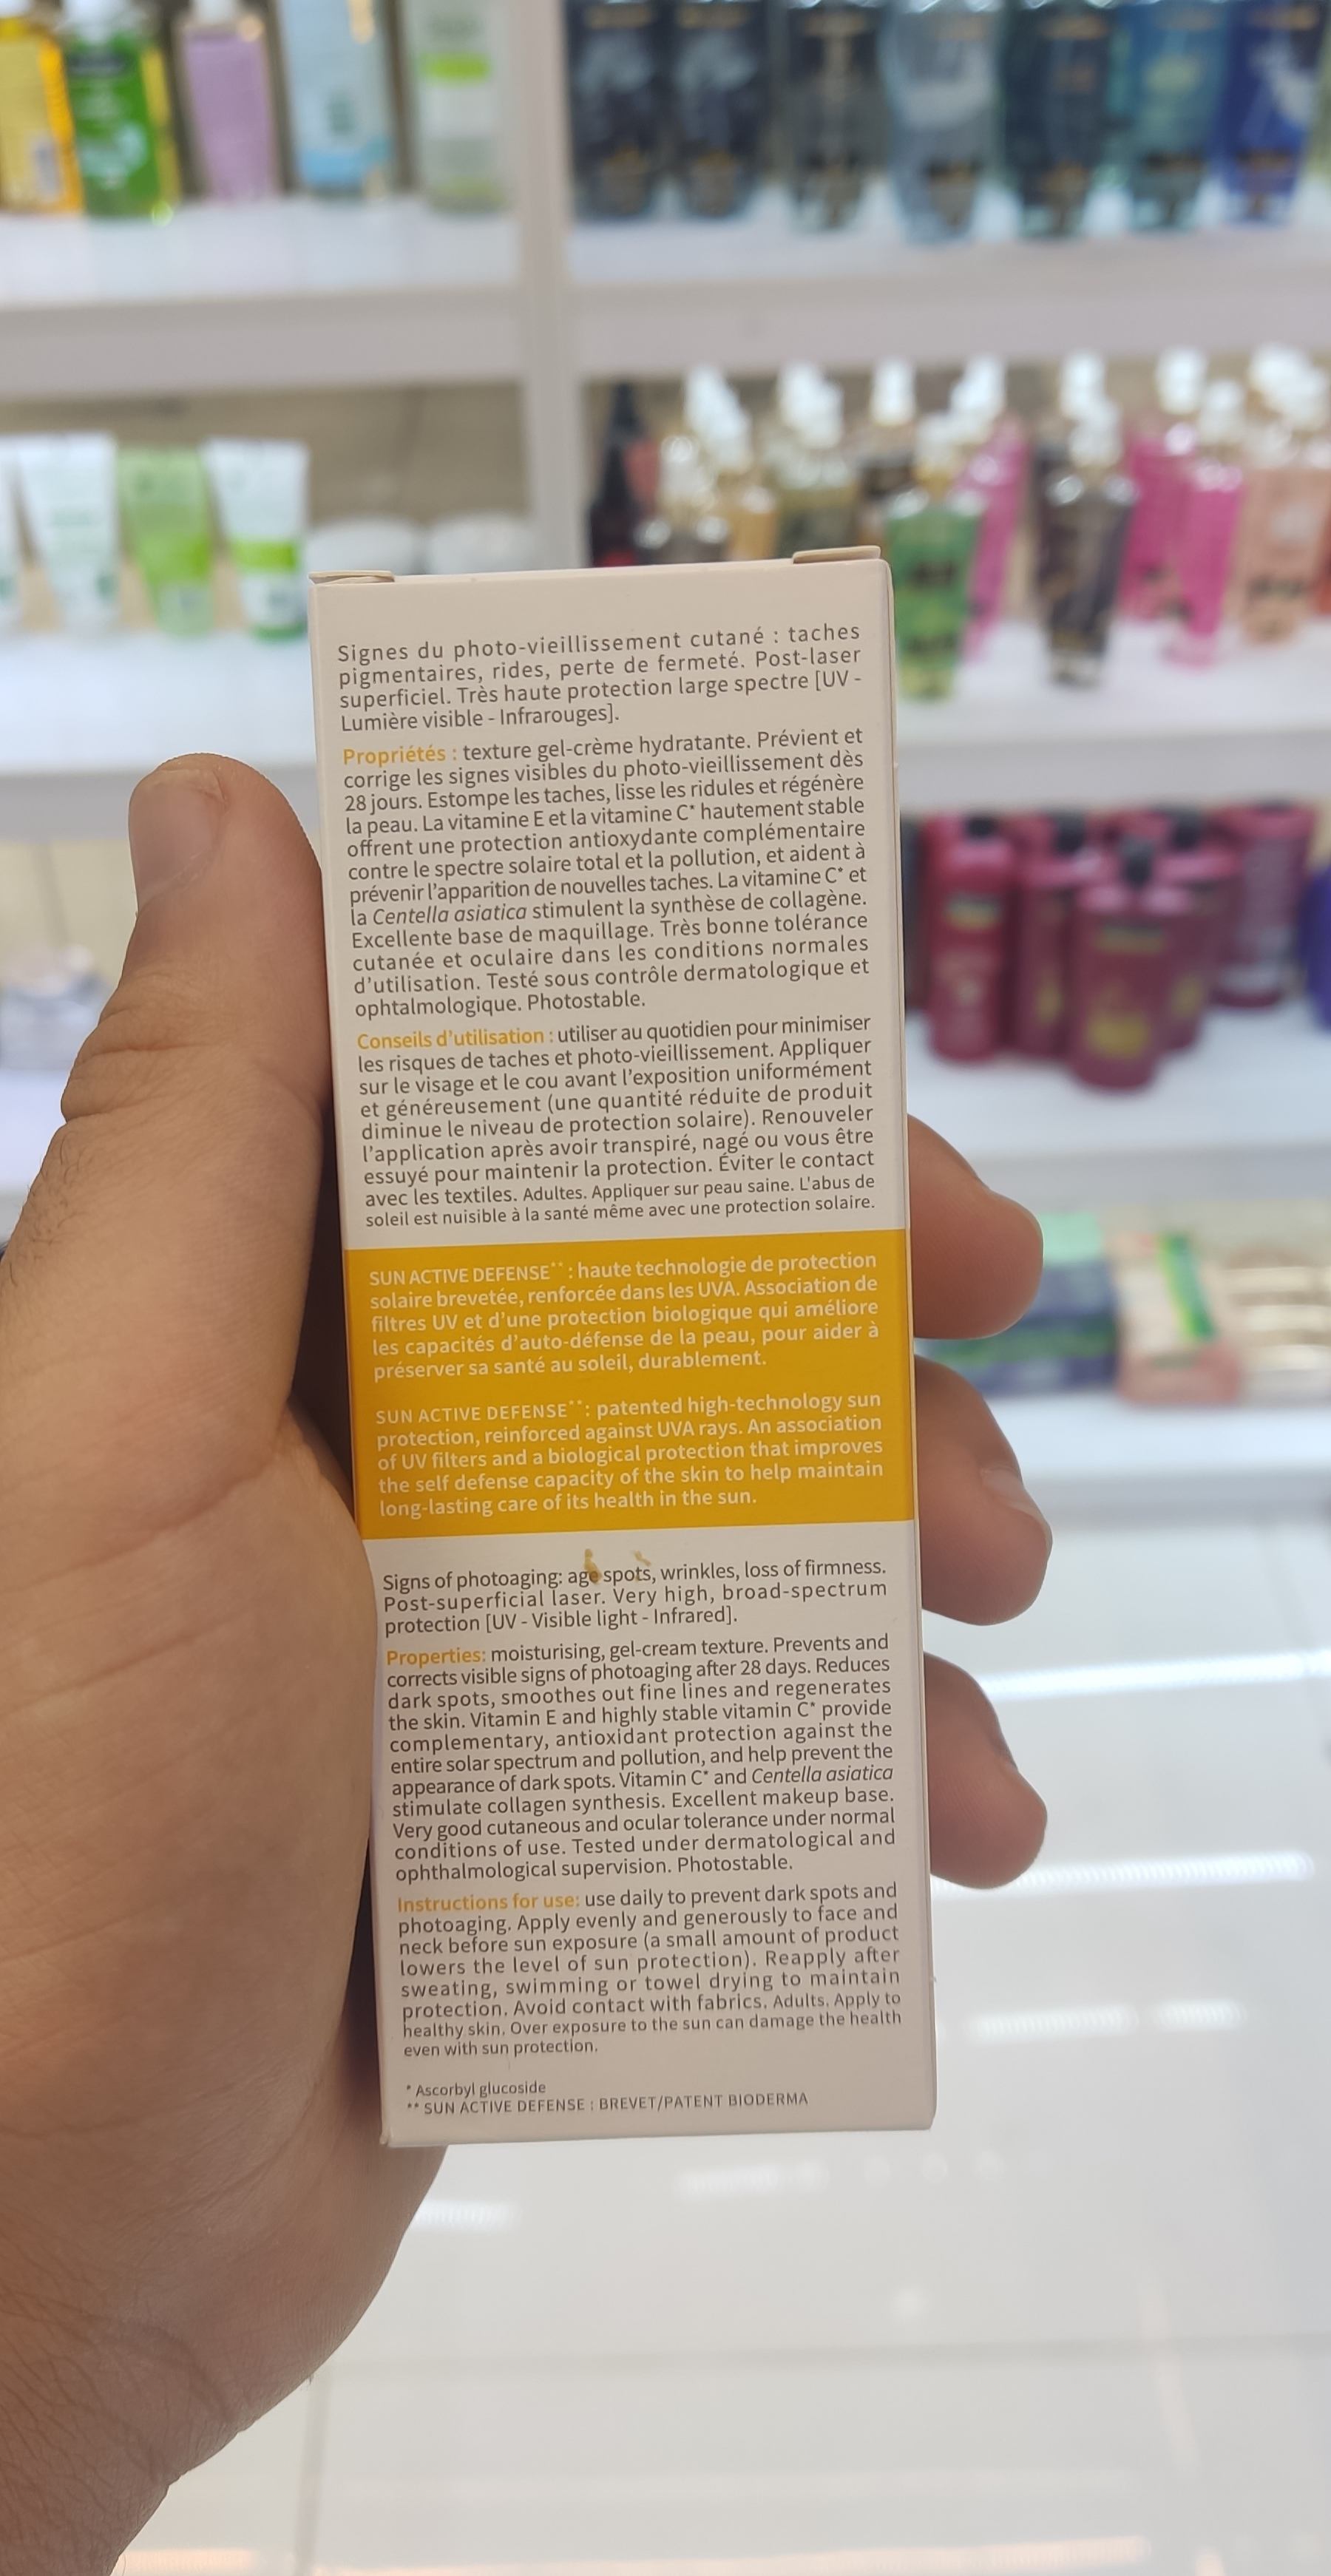 Signes du photo-vieillissement cutané : taches
pigmentaires, rides, perte de fermeté. Post-laser
superficiel. Très haute protection large spectre [UV -
Lumière visible - Infrarouges].
Propriétés : texture gel-crème hydratante. Prévient et
corrige les signes visibles du photo-vieillissement dès
28 jours. Estompe les taches, lisse les ridules et régénère
la peau. La vitamine E et la vitamine C* hautement stable
offrent une protection antioxydante complémentaire
contre le spectre solaire total et la pollution, et aident à
prévenir l'apparition de nouvelles taches. La vitamine C* et
la Centella asiatica stimulent la synthèse de collagène.
Excellente base de maquillage. Très bonne tolérance
cutanée et oculaire dans les conditions normales
d'utilisation. Testé sous contrôle dermatologique et
ophtalmologique. Photostable.
Conseils d'utilisation : utiliser au quotidien pour minimiser
les risques de taches et photo-vieillissement. Appliquer
sur le visage et le cou avant l'exposition uniformément
et généreusement (une quantité réduite de produit
diminue le niveau de protection solaire). Renouveler
l'application après avoir transpiré, nagé ou vous être
essuyé pour maintenir la protection. Éviter le contact
avec les textiles. Adultes. Appliquer sur peau saine. L'abus de
soleil est nuisible à la santé même avec une protection solaire.
SUN ACTIVE DEFENSE** : haute technologie de protection
solaire brevetée, renforcée dans les UVA. Association de
filtres UV et d'une protection biologique qui améliore
les capacités d'auto-défense de la peau, pour aider à
préserver sa santé au soleil, durablement.
SUN ACTIVE DEFENSE**: patented high-technology sun
protection, reinforced against UVA rays. An association
of UV filters and a biological protection that improves
the self defense capacity of the skin to help maintain
long-lasting care of its health in the sun.
Signs of photoaging: age spots, wrinkles, loss of firmness.
Post-superficial laser. Very high, broad-spectrum
protection [UV - Visible light - Infrared].
Properties: moisturising, gel-cream texture. Prevents and
corrects visible signs of photoaging after 28 days. Reduces
dark spots, smoothes out fine lines and regenerates
the skin. Vitamin E and highly stable vitamin C* provide
complementary, antioxidant protection against the
entire solar spectrum and pollution, and help prevent the
appearance of dark spots. Vitamin C* and Centella asiatica
stimulate collagen synthesis. Excellent makeup base.
Very good cutaneous and ocular tolerance under normal
conditions of use. Tested under dermatological and
ophthalmological supervision. Photostable.
Instructions for use: use daily to prevent dark spots and
photoaging. Apply evenly and generously to face and
neck before sun exposure (a small amount of product
lowers the level of sun protection). Reapply after
sweating, swimming or towel drying to maintain
protection. Avoid contact with fabrics. Adults. Apply to
healthy skin. Over exposure to the sun can damage the health
even with sun protection.
* Ascorbyl glucoside
** SUN ACTIVE DEFENSE : BREVET/PATENT BIODERMA